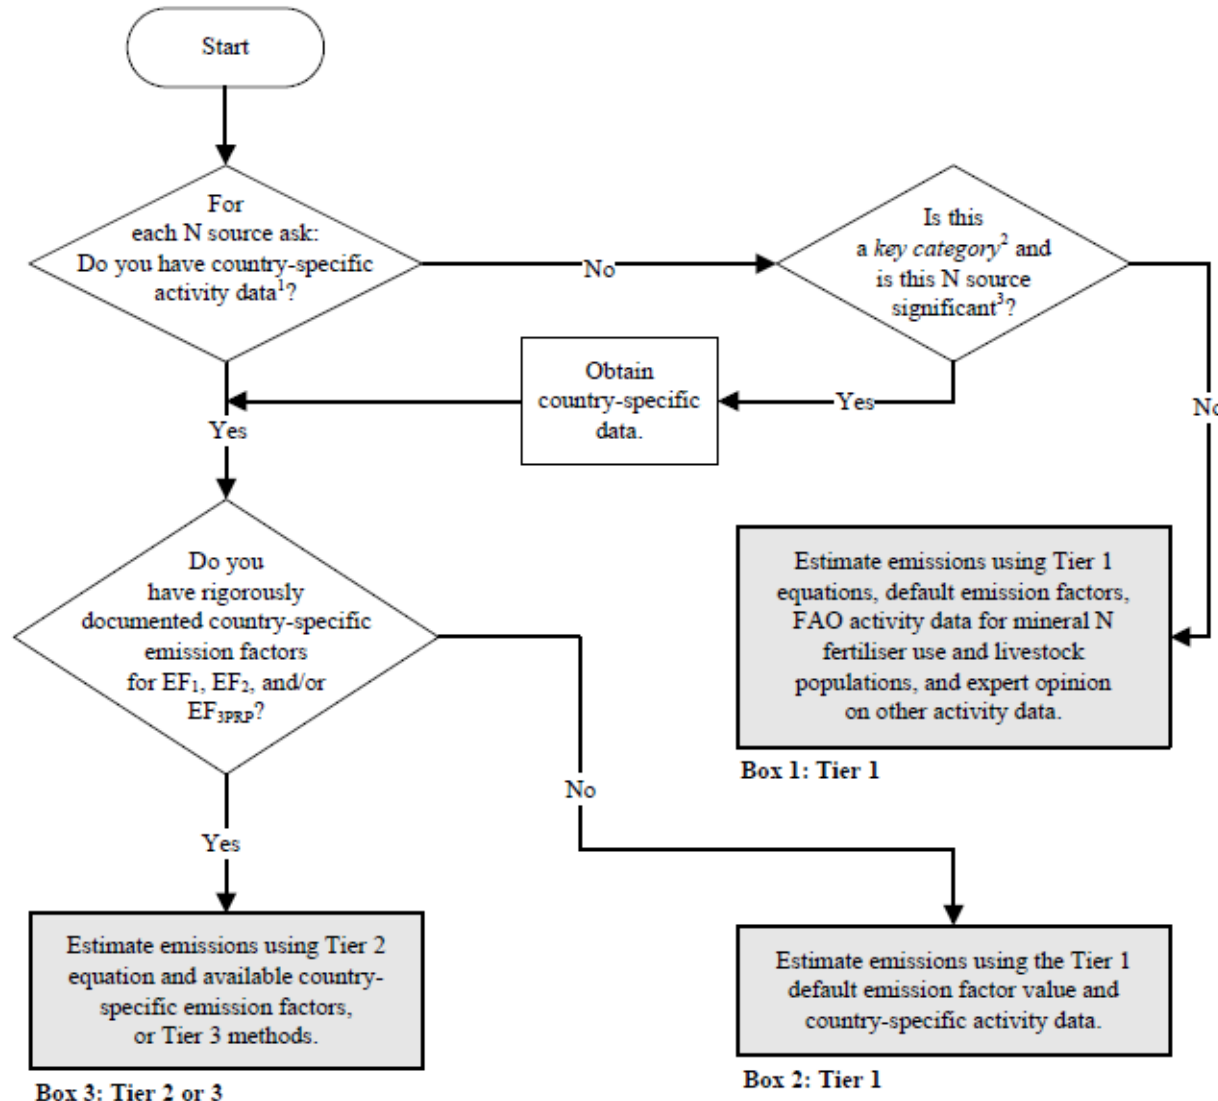 Start
For
each N source ask:
Do you have country-specific
activity data¹?
No
Is this
a key category² and
is this N source
significant³?
Obtain
country-specific
data.
Yes
No
Yes
Do you
have rigorously
documented country-specific
emission factors
for EF₁, EF₂, and/or
EF₃PRP?
Estimate emissions using Tier 1
equations, default emission factors,
FAO activity data for mineral N
fertiliser use and livestock
populations, and expert opinion
on other activity data.
Box 1: Tier 1
No
Yes
Estimate emissions using Tier 2
equation and available country-
specific emission factors,
or Tier 3 methods.
Box 3: Tier 2 or 3
Estimate emissions using the Tier 1
default emission factor value and
country-specific activity data.
Box 2: Tier 1